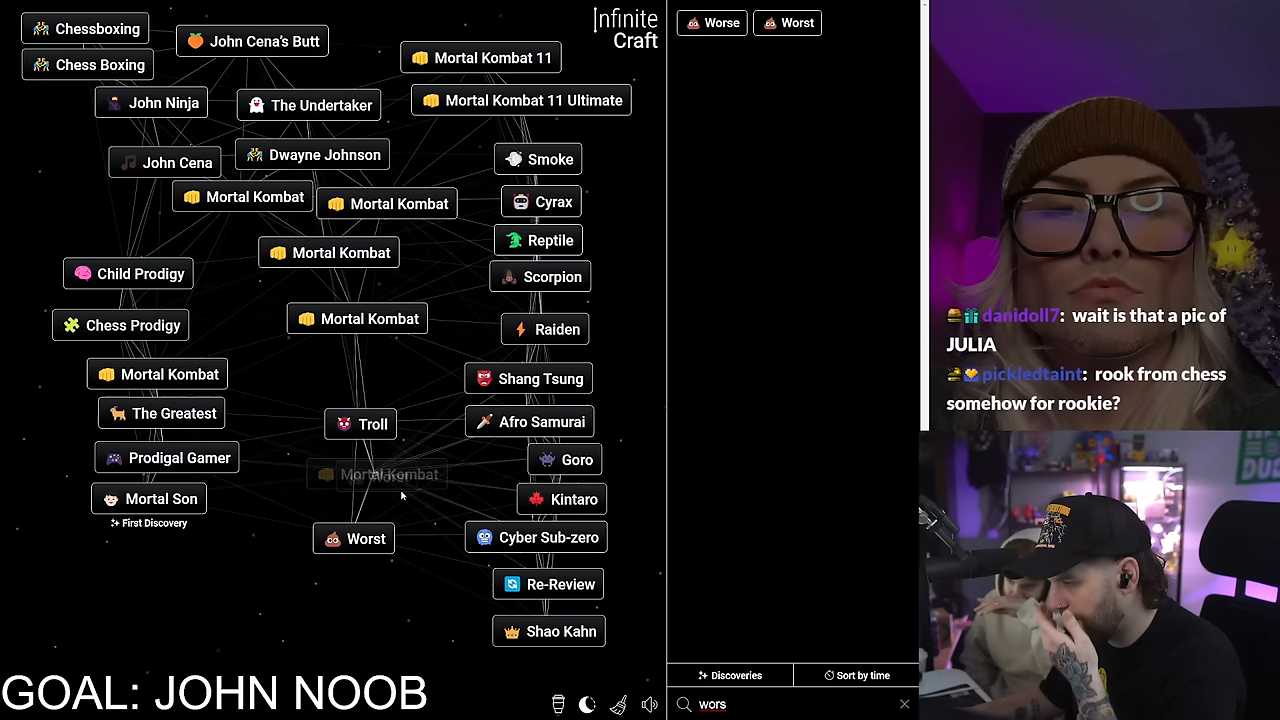 Chessboxing
Chess Boxing
John Cena's Butt
Mortal Kombat 11
Mortal Kombat 11 Ultimate
John Ninja
The Undertaker
John Cena
Dwayne Johnson
Mortal Kombat
Mortal Kombat
Mortal Kombat
Mortal Kombat
Smoke
Cyrax
Reptile
Scorpion
Raiden
Shang Tsung
Afro Samurai
Goro
Kintaro
Cyber Sub-zero
Re-Review
Shao Kahn
Child Prodigy
Chess Prodigy
Mortal Kombat
The Greatest
Prodigal Gamer
Mortal Son
First Discovery
Troll
Mortal Kombat
Worst
GOAL: JOHN NOOB
Infinite
Craft
Worse
Worst
Discoveries
Sort by time
wors
danidoll7: wait is that a pic of
JULIA
pickledtaint: rook from chess
somehow for rookie?